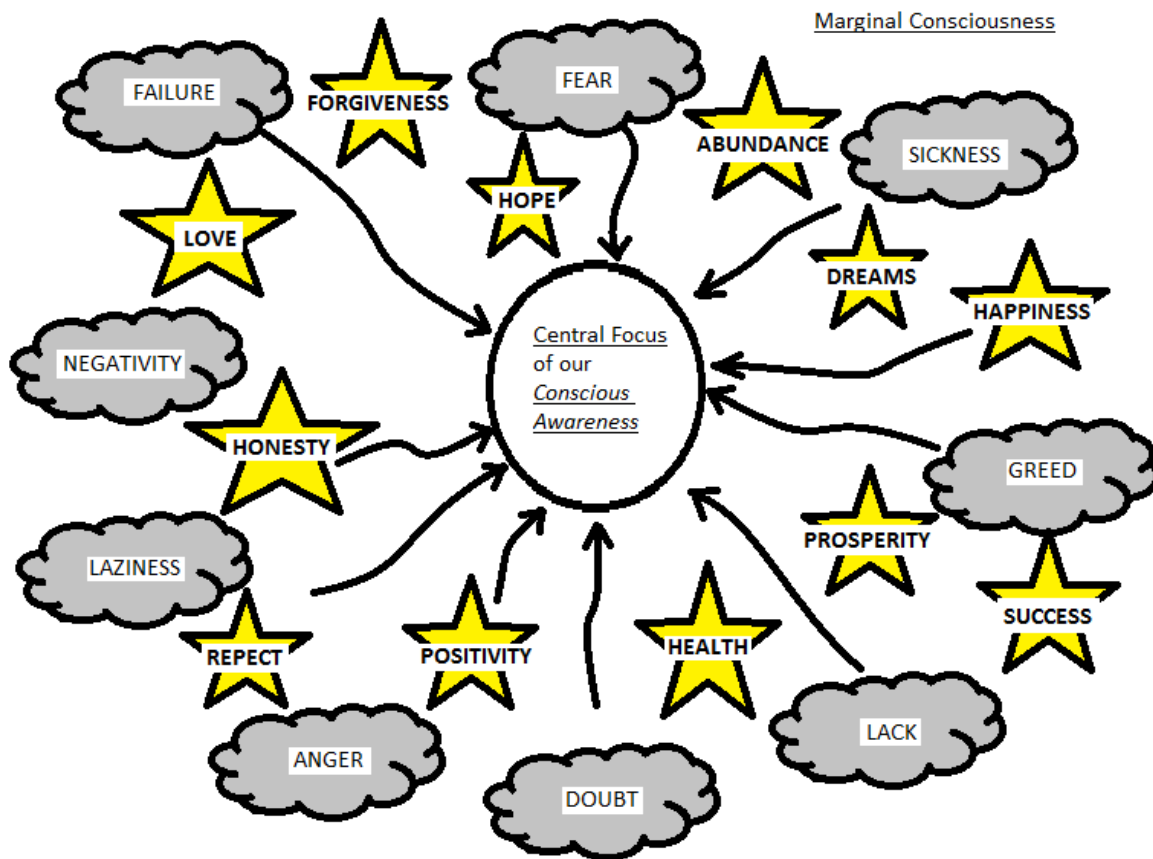 Marginal Consciousness
FAILURE
FORGIVENESS
FEAR
ABUNDANCE
SICKNESS
LOVE
HOPE
DREAMS
HAPPINESS
Central Focus
of our
Conscious
Awareness
NEGATIVITY
HONESTY
GREED
PROSPERITY
LAZINESS
SUCCESS
REPECT
POSITIVITY
HEALTH
LACK
ANGER
DOUBT